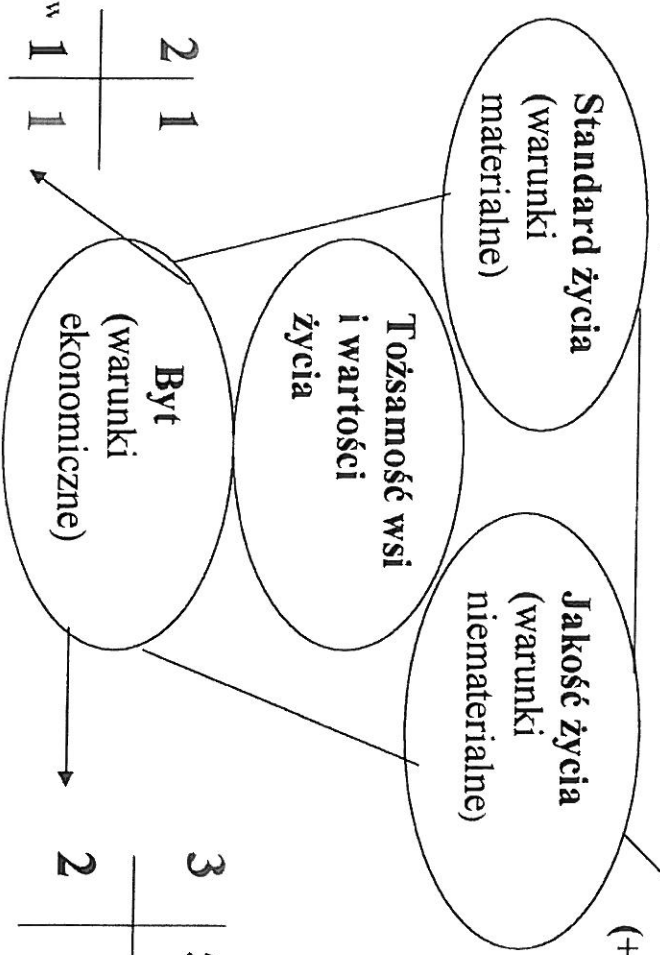 Standard życia
(warunki
materialne)
Jakość życia
(warunki
niematerialne)
(+
Tożsamość wsi
i wartości
życia
Byt
(warunki
ekonomiczne)
2 1
1 1
w
3
2